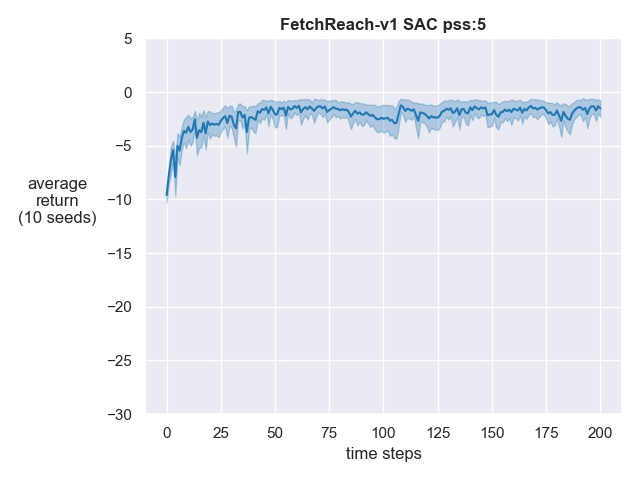 FetchReach-v1 SAC pss:5
5
0
−5
−10
−15
−20
−25
−30
average
return
(10 seeds)
0 25 50 75 100 125 150 175 200
time steps